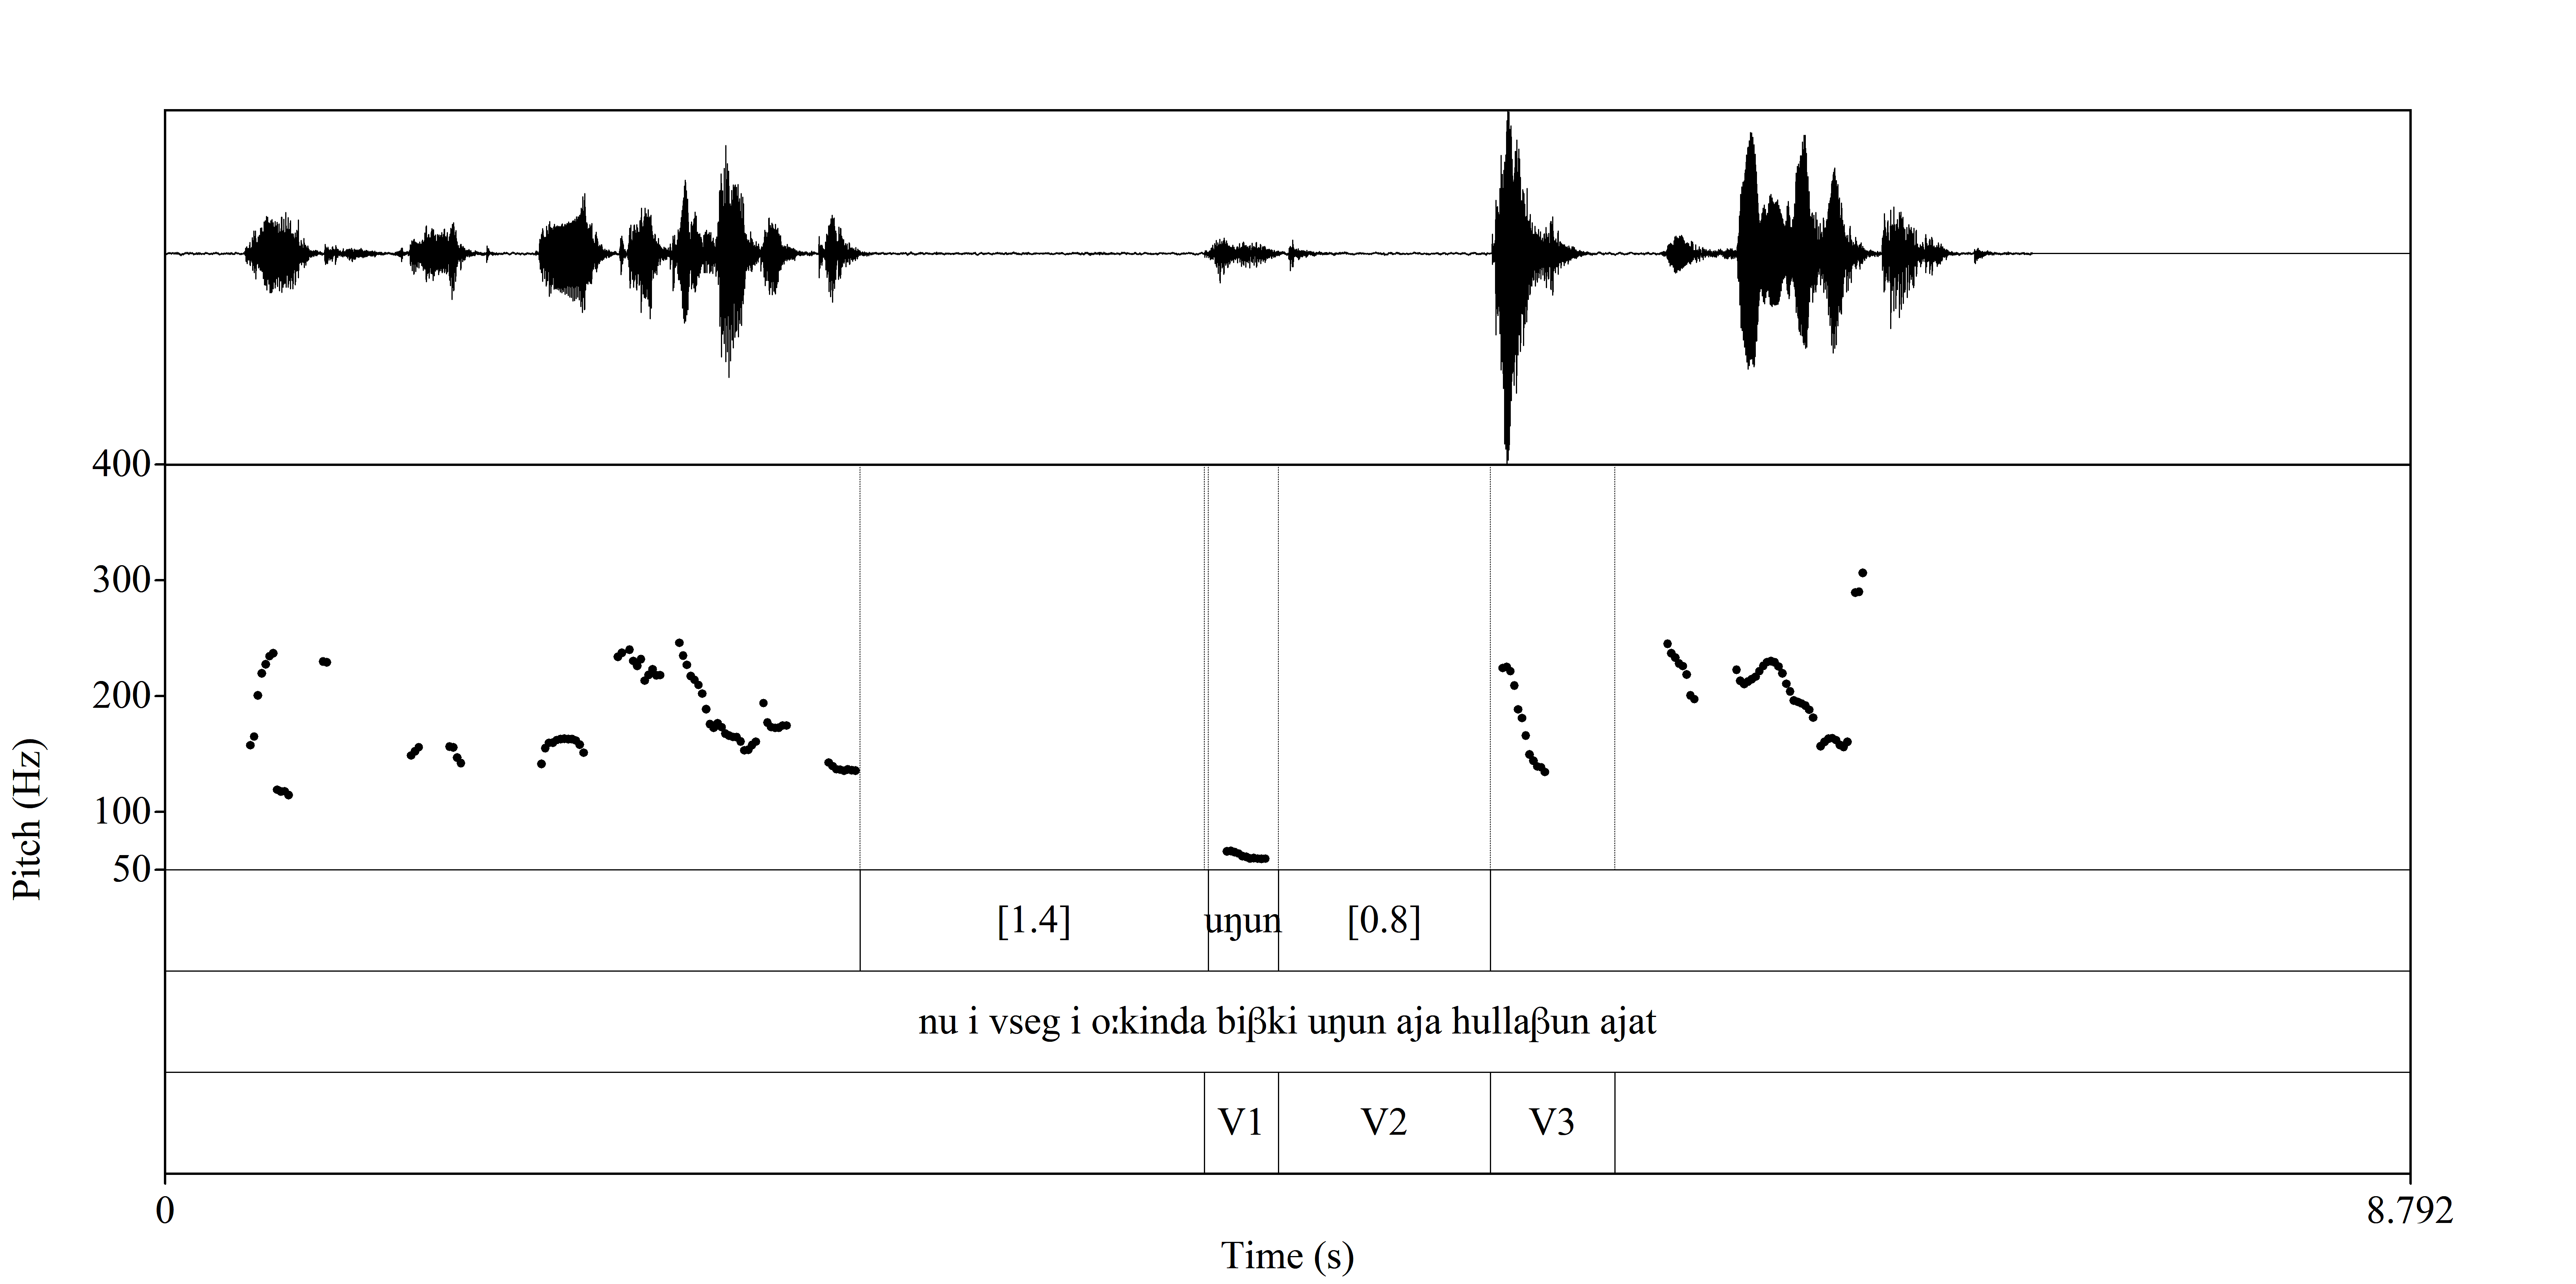 400
300
200
100
50
Pitch (Hz)
[1.4] uŋun [0.8]
nu i vseg i oːkinda biβki uŋun aja hullaβun ajat
V1 V2 V3
0 8.792
Time (s)